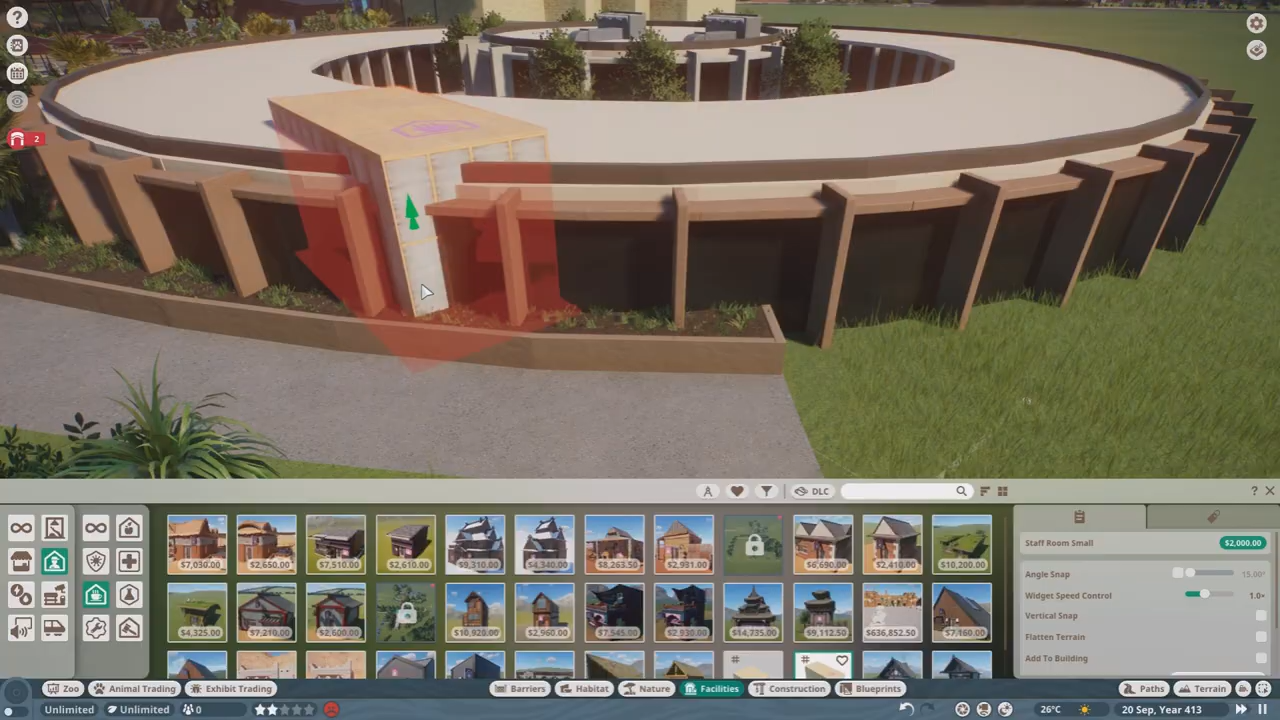 ?
2
DLC
? ×
$7,030.00 $2,650.00 $7,510.00 $2,610.00 $9,310.00 $4,340.00 $8,263.50 $2,931.00 $6,690.00 $2,410.00 $10,200.00
$4,325.00 $7,210.00 $2,600.00 $10,920.00 $2,960.00 $7,545.00 $2,930.00 $14,735.00 $9,112.50 $636,852.50 $7,160.00
# #
Staff Room Small $2,000.00
Angle Snap 15.00°
Widget Speed Control 1.0×
Vertical Snap
Flatten Terrain
Add To Building
Zoo Animal Trading Exhibit Trading Barriers Habitat Nature Facilities Construction Blueprints Paths Terrain
Unlimited Unlimited 0 26°C 20 Sep, Year 413